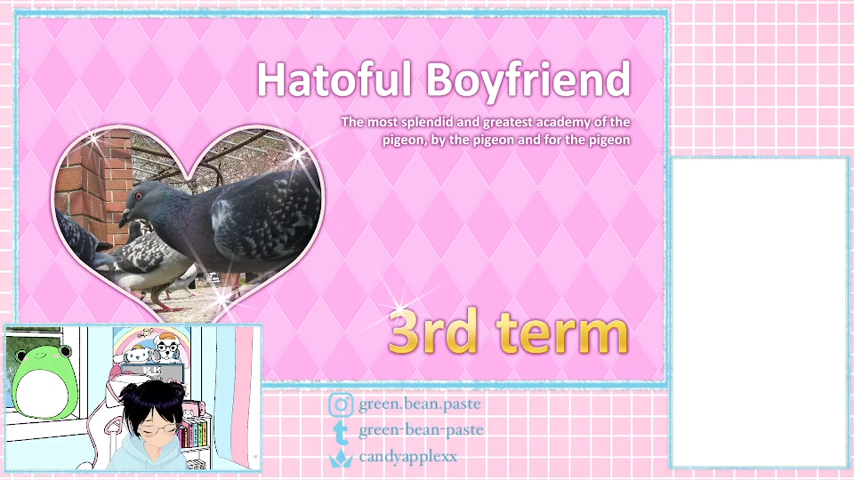 Hatoful Boyfriend
The most splendid and greatest academy of the
pigeon, by the pigeon and for the pigeon
3rd term
green.bean.paste
green-bean-paste
candyapplexx